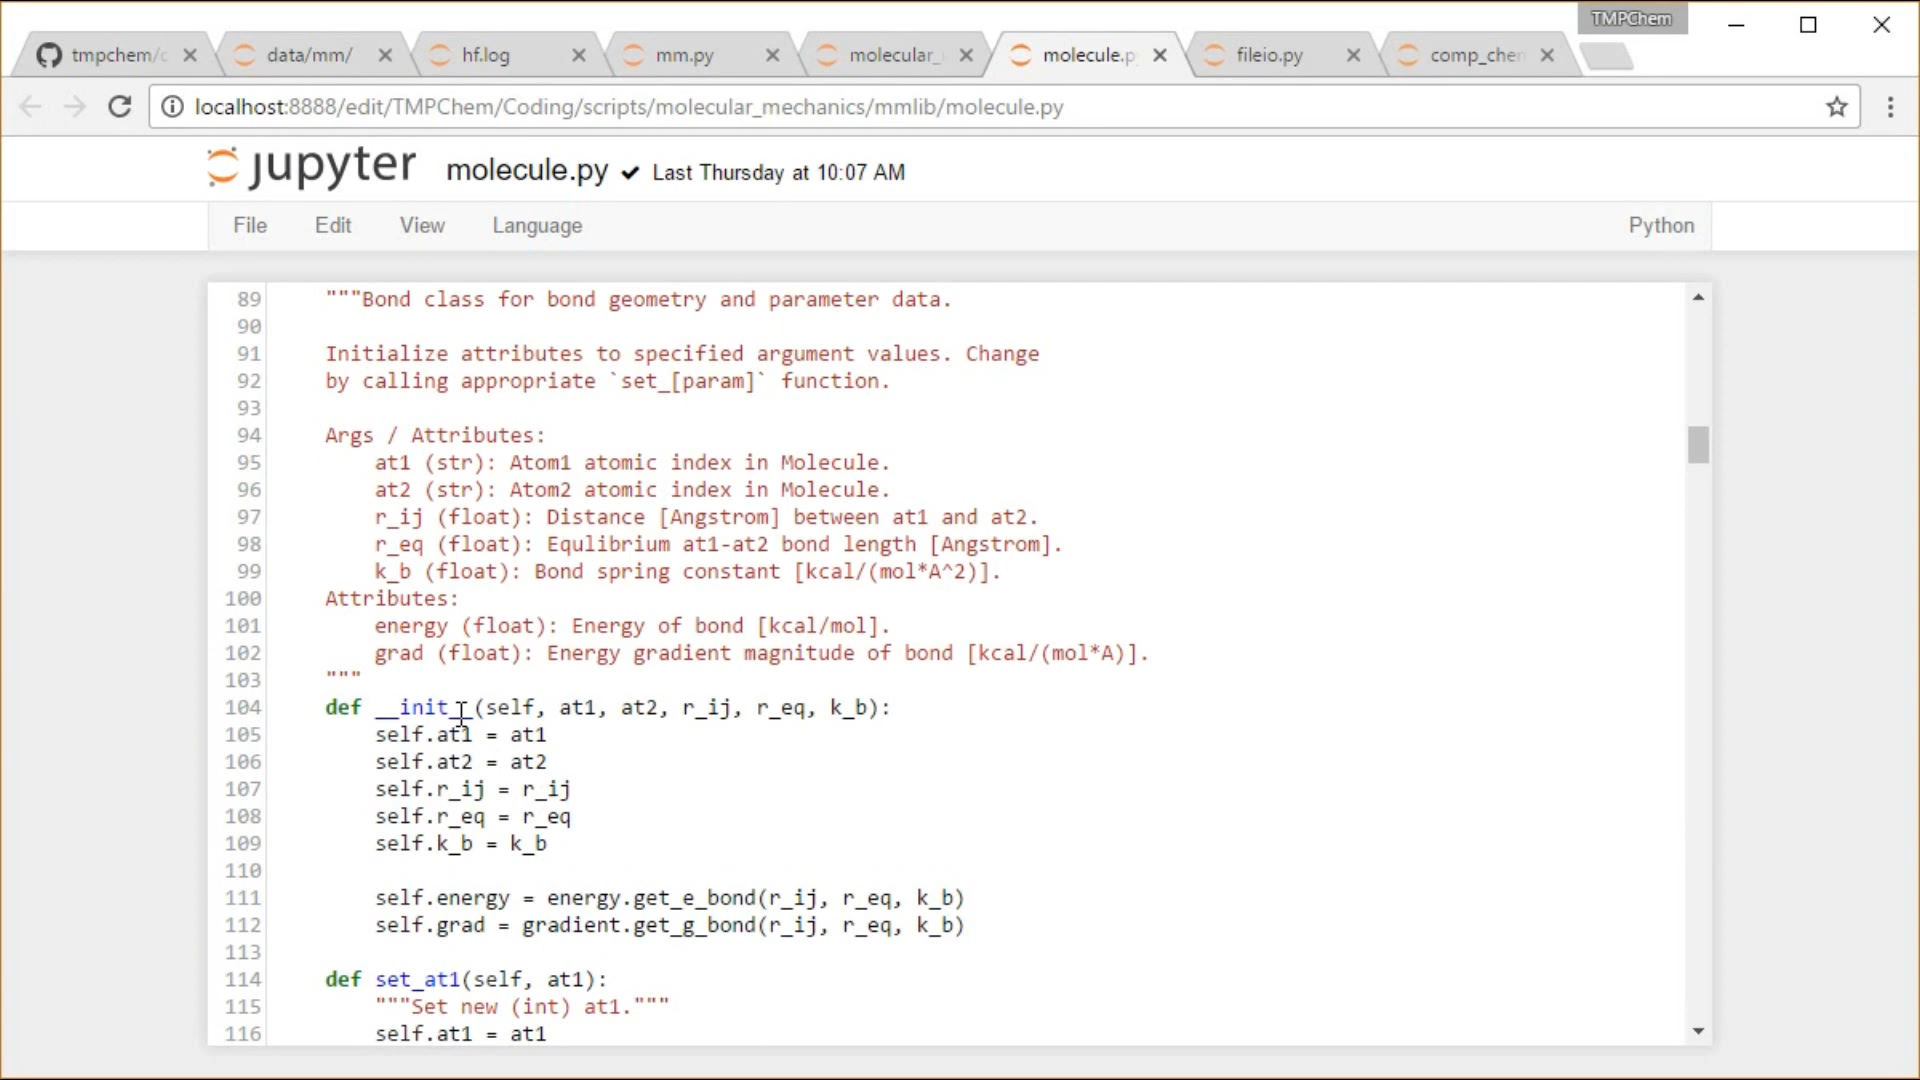 TMPChem
tmpchem/c data/mm/ hf.log mm.py molecular_ molecule.p fileio.py comp_chem
localhost:8888/edit/TMPChem/Coding/scripts/molecular_mechanics/mmlib/molecule.py
jupyter molecule.py Last Thursday at 10:07 AM
File Edit View Language Python
89 """Bond class for bond geometry and parameter data.
90
91 Initialize attributes to specified argument values. Change
92 by calling appropriate `set_[param]` function.
93
94 Args / Attributes:
95 at1 (str): Atom1 atomic index in Molecule.
96 at2 (str): Atom2 atomic index in Molecule.
97 r_ij (float): Distance [Angstrom] between at1 and at2.
98 r_eq (float): Equlibrium at1-at2 bond length [Angstrom].
99 k_b (float): Bond spring constant [kcal/(mol*A^2)].
100 Attributes:
101 energy (float): Energy of bond [kcal/mol].
102 grad (float): Energy gradient magnitude of bond [kcal/(mol*A)].
103 """
104 def __init__(self, at1, at2, r_ij, r_eq, k_b):
105 self.at1 = at1
106 self.at2 = at2
107 self.r_ij = r_ij
108 self.r_eq = r_eq
109 self.k_b = k_b
110
111 self.energy = energy.get_e_bond(r_ij, r_eq, k_b)
112 self.grad = gradient.get_g_bond(r_ij, r_eq, k_b)
113
114 def set_at1(self, at1):
115 """Set new (int) at1."""
116 self.at1 = at1